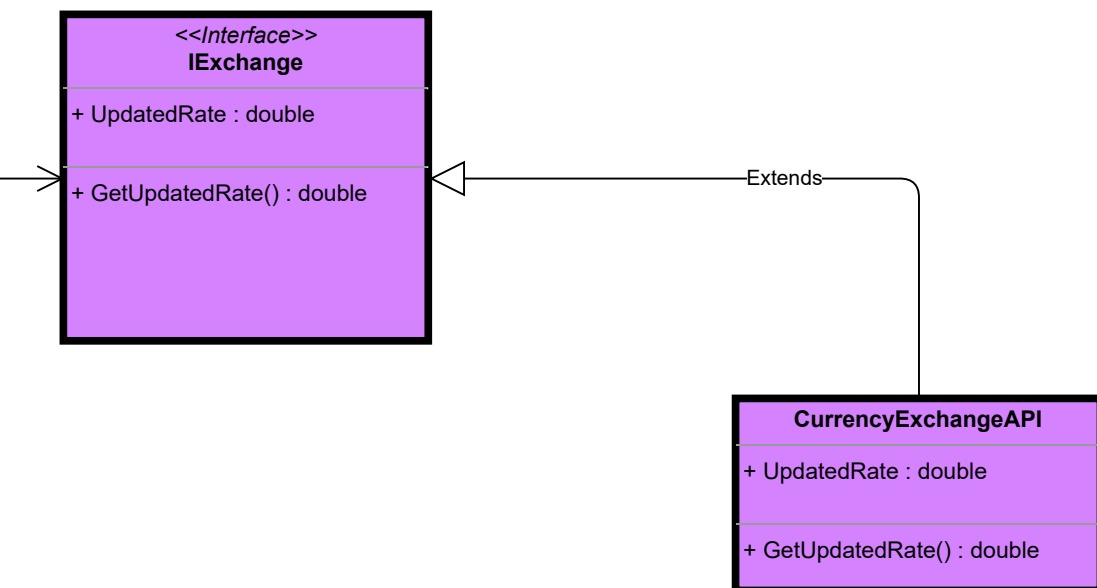 <<Interface>>
IExchange
+ UpdatedRate : double
+ GetUpdatedRate() : double
Extends
CurrencyExchangeAPI
+ UpdatedRate : double
+ GetUpdatedRate() : double